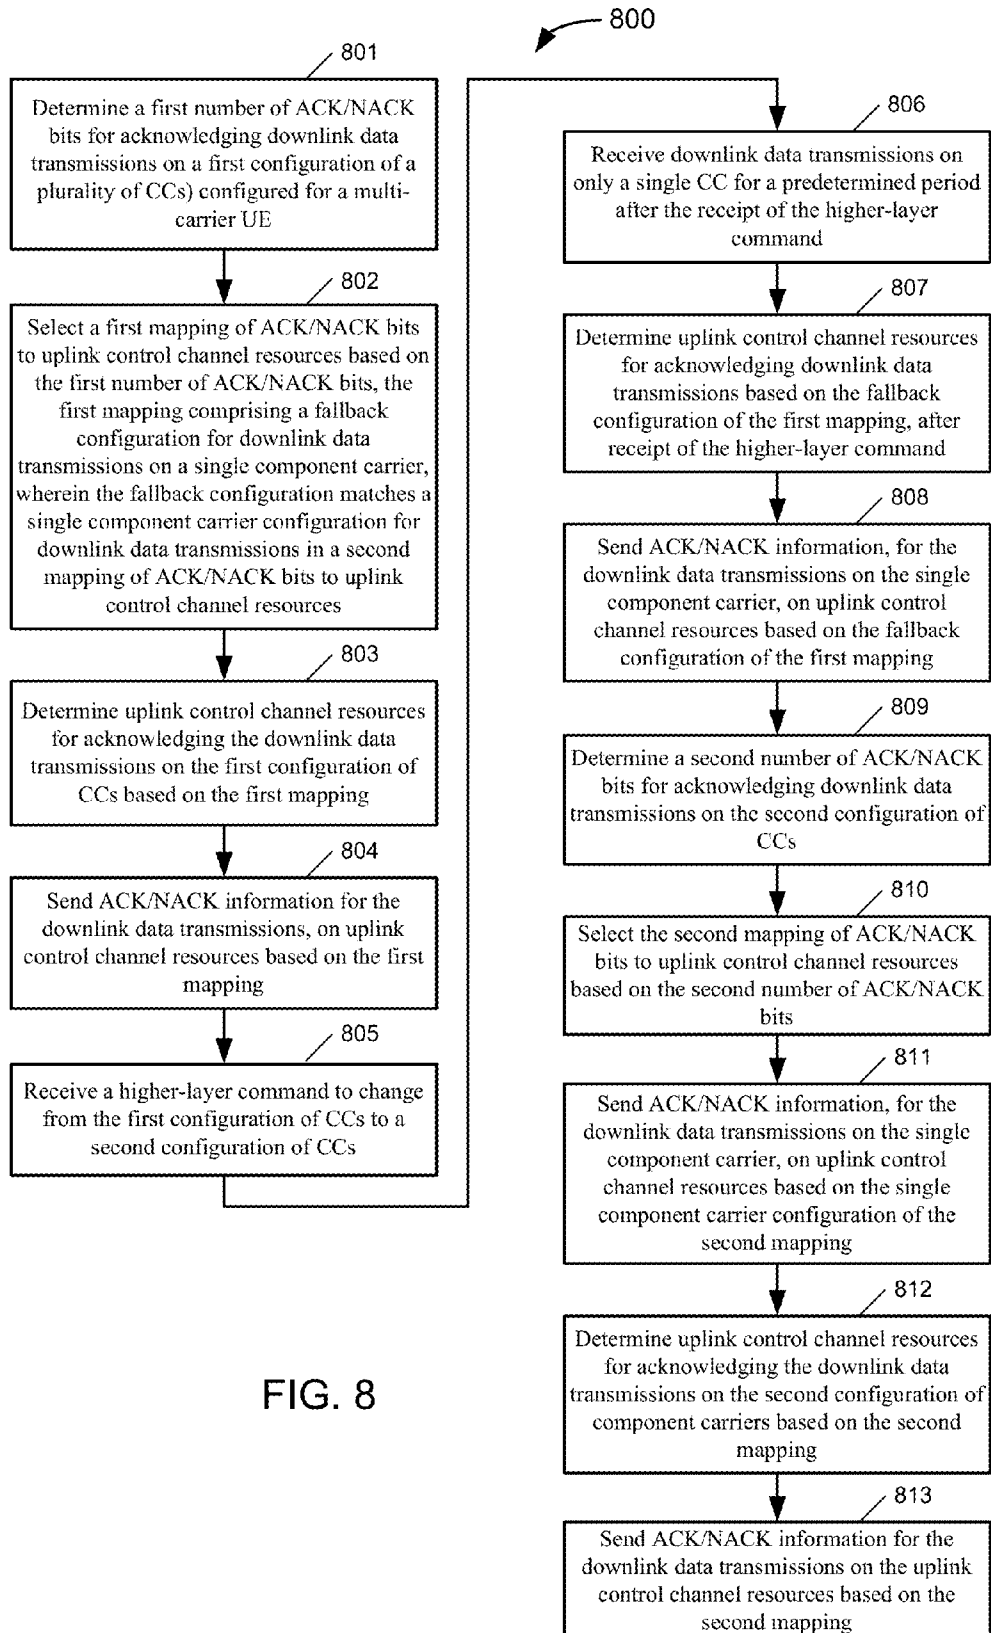 800
801
Determine a first number of ACK/NACK
bits for acknowledging downlink data
transmissions on a first configuration of a
plurality of CCs) configured for a multi-
carrier UE
802
Select a first mapping of ACK/NACK bits
to uplink control channel resources based on
the first number of ACK/NACK bits, the
first mapping comprising a fallback
configuration for downlink data
transmissions on a single component carrier,
wherein the fallback configuration matches a
single component carrier configuration for
downlink data transmissions in a second
mapping of ACK/NACK bits to uplink
control channel resources
803
Determine uplink control channel resources
for acknowledging the downlink data
transmissions on the first configuration of
CCs based on the first mapping
804
Send ACK/NACK information for the
downlink data transmissions, on uplink
control channel resources based on the first
mapping
805
Receive a higher-layer command to change
from the first configuration of CCs to a
second configuration of CCs
806
Receive downlink data transmissions on
only a single CC for a predetermined period
after the receipt of the higher-layer
command
807
Determine uplink control channel resources
for acknowledging downlink data
transmissions based on the fallback
configuration of the first mapping, after
receipt of the higher-layer command
808
Send ACK/NACK information, for the
downlink data transmissions on the single
component carrier, on uplink control
channel resources based on the fallback
configuration of the first mapping
809
Determine a second number of ACK/NACK
bits for acknowledging downlink data
transmissions on the second configuration of
CCs
810
Select the second mapping of ACK/NACK
bits to uplink control channel resources
based on the second number of ACK/NACK
bits
811
Send ACK/NACK information, for the
downlink data transmissions on the single
component carrier, on uplink control
channel resources based on the single
component carrier configuration of the
second mapping
812
Determine uplink control channel resources
for acknowledging the downlink data
transmissions on the second configuration of
component carriers based on the second
mapping
813
Send ACK/NACK information for the
downlink data transmissions on the uplink
control channel resources based on the
second mapping
FIG. 8